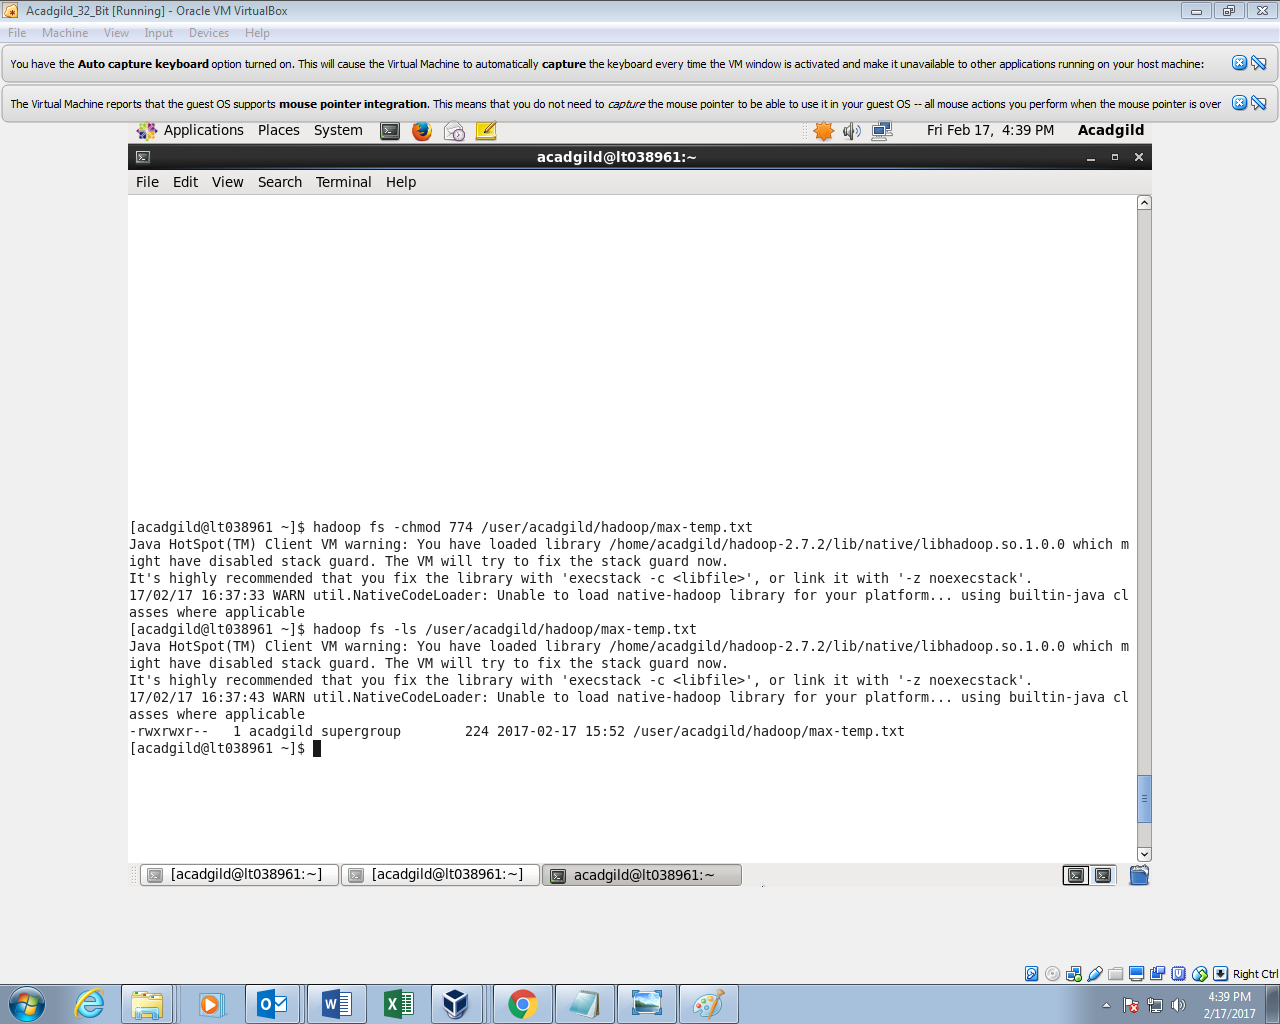 Acadgild_32_Bit [Running] - Oracle VM VirtualBox
File Machine View Input Devices Help
You have the Auto capture keyboard option turned on. This will cause the Virtual Machine to automatically capture the keyboard every time the VM window is activated and make it unavailable to other applications running on your host machine:
The Virtual Machine reports that the guest OS supports mouse pointer integration. This means that you do not need to capture the mouse pointer to be able to use it in your guest OS -- all mouse actions you perform when the mouse pointer is over
Applications Places System Fri Feb 17, 4:39 PM Acadgild
acadgild@lt038961:~
File Edit View Search Terminal Help
[acadgild@lt038961 ~]$ hadoop fs -chmod 774 /user/acadgild/hadoop/max-temp.txt
Java HotSpot(TM) Client VM warning: You have loaded library /home/acadgild/hadoop-2.7.2/lib/native/libhadoop.so.1.0.0 which m
ight have disabled stack guard. The VM will try to fix the stack guard now.
It's highly recommended that you fix the library with 'execstack -c <libfile>', or link it with '-z noexecstack'.
17/02/17 16:37:33 WARN util.NativeCodeLoader: Unable to load native-hadoop library for your platform... using builtin-java cl
asses where applicable
[acadgild@lt038961 ~]$ hadoop fs -ls /user/acadgild/hadoop/max-temp.txt
Java HotSpot(TM) Client VM warning: You have loaded library /home/acadgild/hadoop-2.7.2/lib/native/libhadoop.so.1.0.0 which m
ight have disabled stack guard. The VM will try to fix the stack guard now.
It's highly recommended that you fix the library with 'execstack -c <libfile>', or link it with '-z noexecstack'.
17/02/17 16:37:43 WARN util.NativeCodeLoader: Unable to load native-hadoop library for your platform... using builtin-java cl
asses where applicable
-rwxrwxr--   1 acadgild supergroup        224 2017-02-17 15:52 /user/acadgild/hadoop/max-temp.txt
[acadgild@lt038961 ~]$
[acadgild@lt038961:~] [acadgild@lt038961:~] acadgild@lt038961:~
Right Ctrl
4:39 PM
2/17/2017